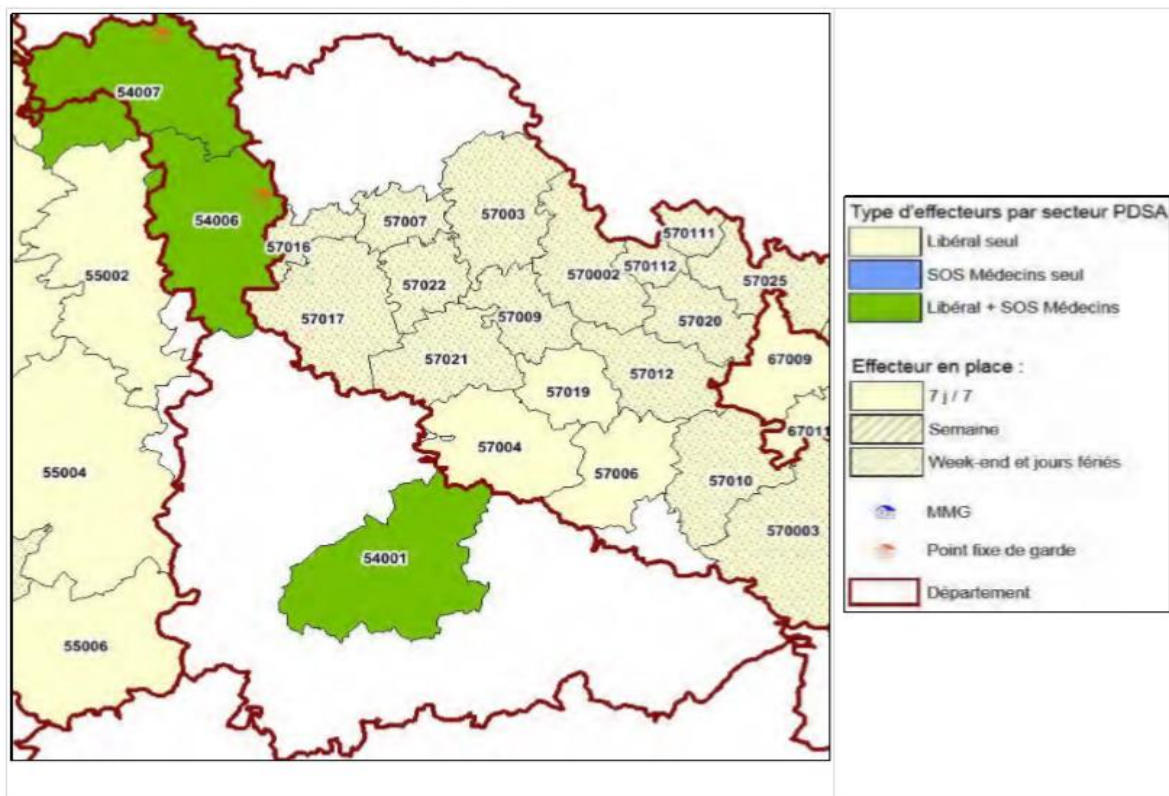 54007
54006
57007
57003
570111
57016
570002
570112
57025
55002
57022
57017
57009
57020
57021
67009
57012
57019
67011
57004
55004
57006
57010
570003
54001
55006
Type d'effecteurs par secteur PDSA
Libéral seul
SOS Médecins seul
Libéral + SOS Médecins
Effecteur en place :
7 j / 7
Semaine
Week-end et jours fériés
MMG
Point fixe de garde
Département